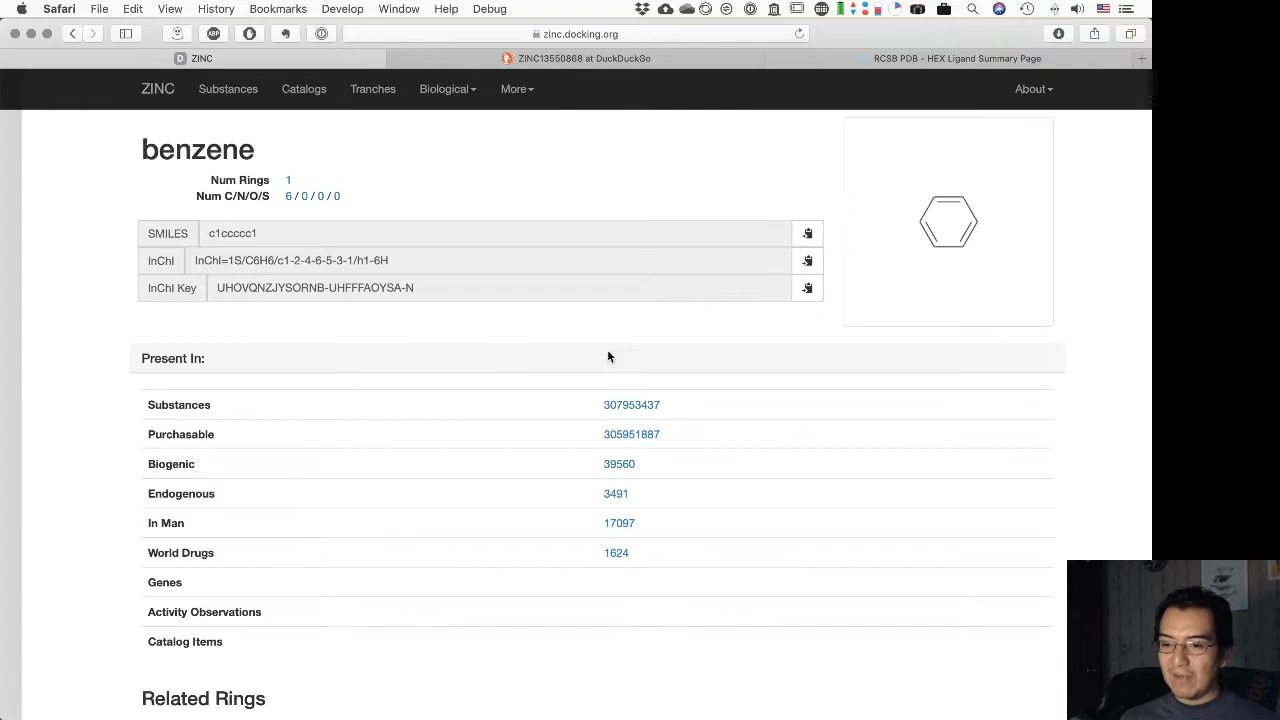 Safari File Edit View History Bookmarks Develop Window Help Debug
zinc.docking.org
ZINC
ZINC13550868 at DuckDuckGo
RCSB PDB - HEX Ligand Summary Page
ZINC Substances Catalogs Tranches Biological More About
benzene
Num Rings 1
Num C/N/O/S 6 / 0 / 0 / 0
SMILES c1ccccc1
InChI InChI=1S/C6H6/c1-2-4-6-5-3-1/h1-6H
InChI Key UHOVQNZJYSORNB-UHFFFAOYSA-N
Present In:
Substances 307953437
Purchasable 305951887
Biogenic 39560
Endogenous 3491
In Man 17097
World Drugs 1624
Genes
Activity Observations
Catalog Items
Related Rings